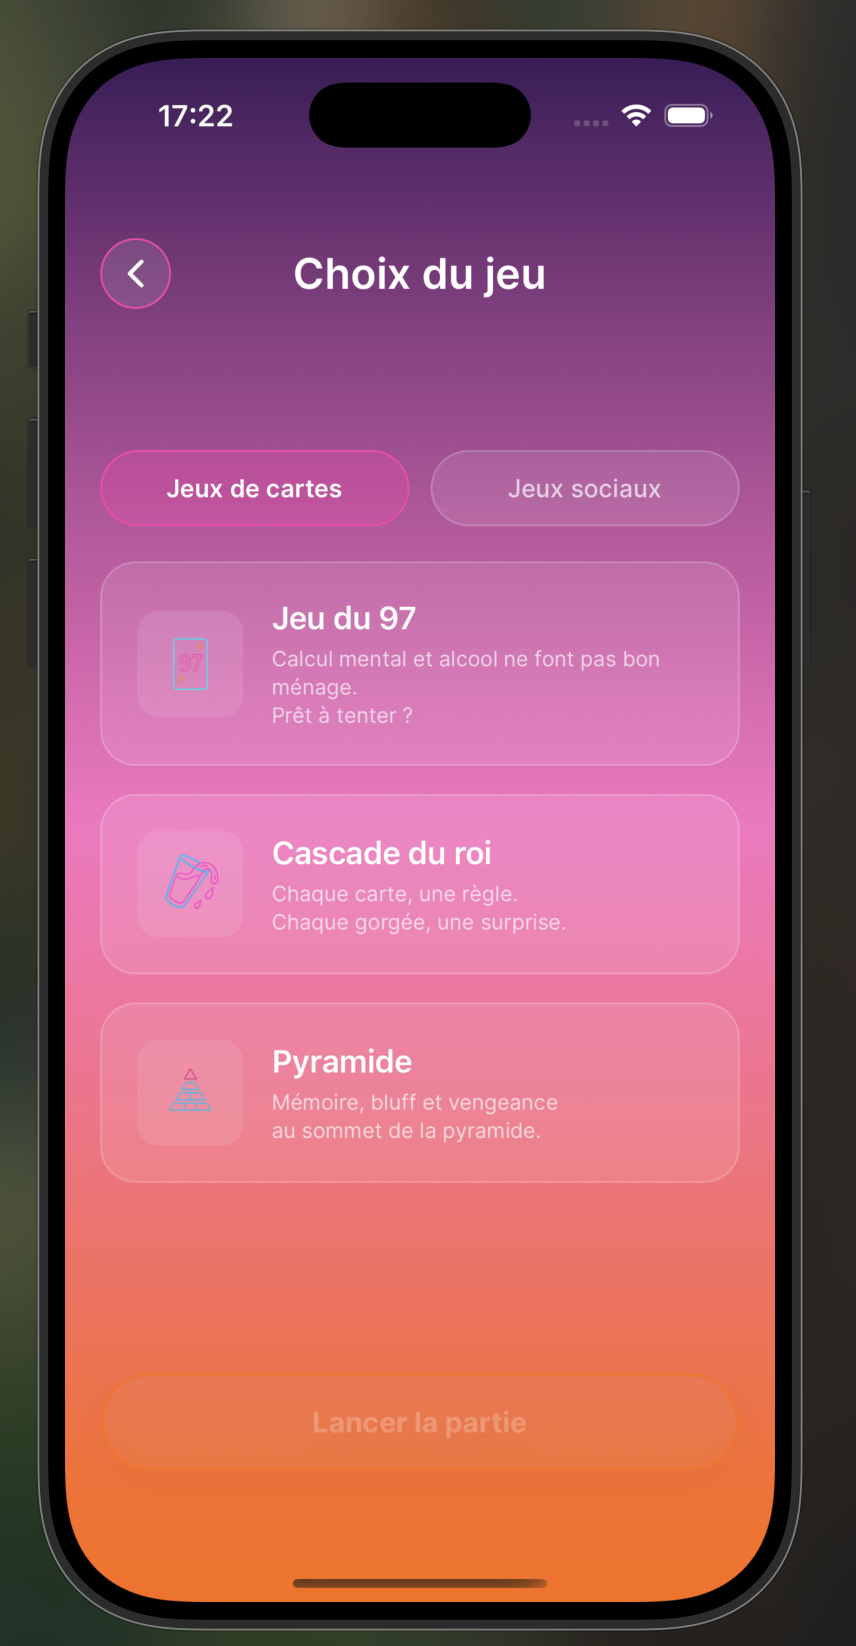 17:22
Choix du jeu
Jeux de cartes
Jeux sociaux
97
Jeu du 97
Calcul mental et alcool ne font pas bon
ménage.
Prêt à tenter ?
Cascade du roi
Chaque carte, une règle.
Chaque gorgée, une surprise.
Pyramide
Mémoire, bluff et vengeance
au sommet de la pyramide.
Lancer la partie